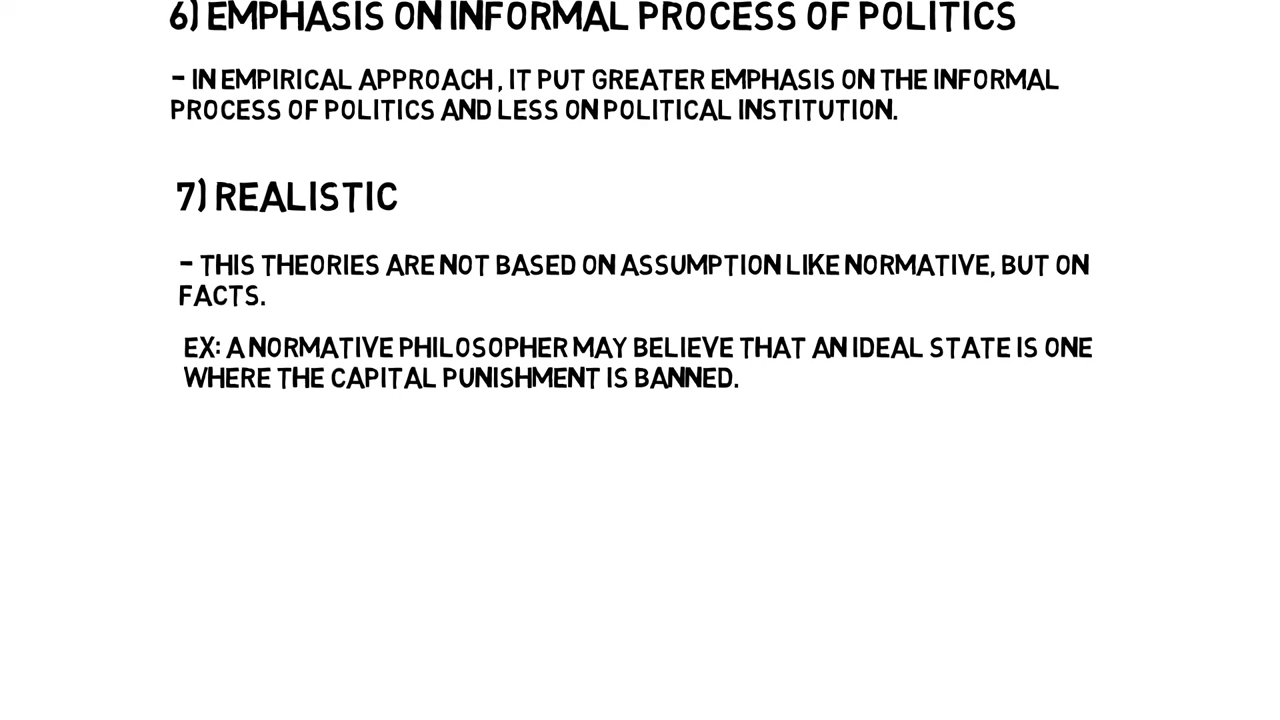 6) EMPHASIS ON INFORMAL PROCESS OF POLITICS
- IN EMPIRICAL APPROACH , IT PUT GREATER EMPHASIS ON THE INFORMAL
PROCESS OF POLITICS AND LESS ON POLITICAL INSTITUTION.
7) REALISTIC
- THIS THEORIES ARE NOT BASED ON ASSUMPTION LIKE NORMATIVE, BUT ON
FACTS.
EX: A NORMATIVE PHILOSOPHER MAY BELIEVE THAT AN IDEAL STATE IS ONE
WHERE THE CAPITAL PUNISHMENT IS BANNED.